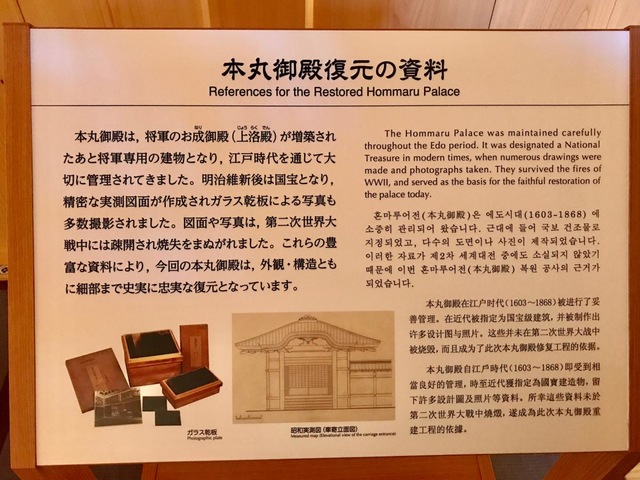 本丸御殿復元の資料
References for the Restored Hommaru Palace
本丸御殿は，将軍のお成御殿（上洛殿）が増築され
たあと将軍専用の建物となり，江戸時代を通じて大
切に管理されてきました。明治維新後は国宝となり，
精密な実測図面が作成されガラス乾板による写真も
多数撮影されました。図面や写真は，第二次世界大
戦中には疎開され焼失をまぬがれました。これらの豊
富な資料により，今回の本丸御殿は，外観・構造とも
に細部まで史実に忠実な復元となっています。
The Hommaru Palace was maintained carefully
throughout the Edo period. It was designated a National
Treasure in modern times, when numerous drawings were
made and photographs taken. They survived the fires of
WWII, and served as the basis for the faithful restoration of
the palace today.
혼마루어전(本丸御殿)은 에도시대(1603-1868) 에
소중히 관리되어 왔습니다. 근대에 들어 국보 건조물로
지정되었고, 다수의 도면이나 사진이 제작되었습니다.
이러한 자료가 제2차 세계대전 중에도 소실되지 않았기
때문에 이번 혼마루어전(本丸御殿) 복원 공사의 근거가
되었습니다.
本丸御殿在江户时代（1603～1868）被进行了妥
善管理。在近代被指定为国宝级建筑，并被制作出
许多设计图与照片。这些并未在第二次世界大战中
被烧毁，而且成为了此次本丸御殿修复工程的依据。
本丸御殿自江戶時代（1603～1868）即受到相
當良好的管理，時至近代獲指定為國寶建造物，留
下許多設計圖及照片等資料。所幸這些資料未於
第二次世界大戰中燒燬，遂成為此次本丸御殿重
建工程的依據。
ガラス乾板
Photographic plate
昭和実測図（車寄立面図）
Measured map (Elevational view of the carriage entrance)